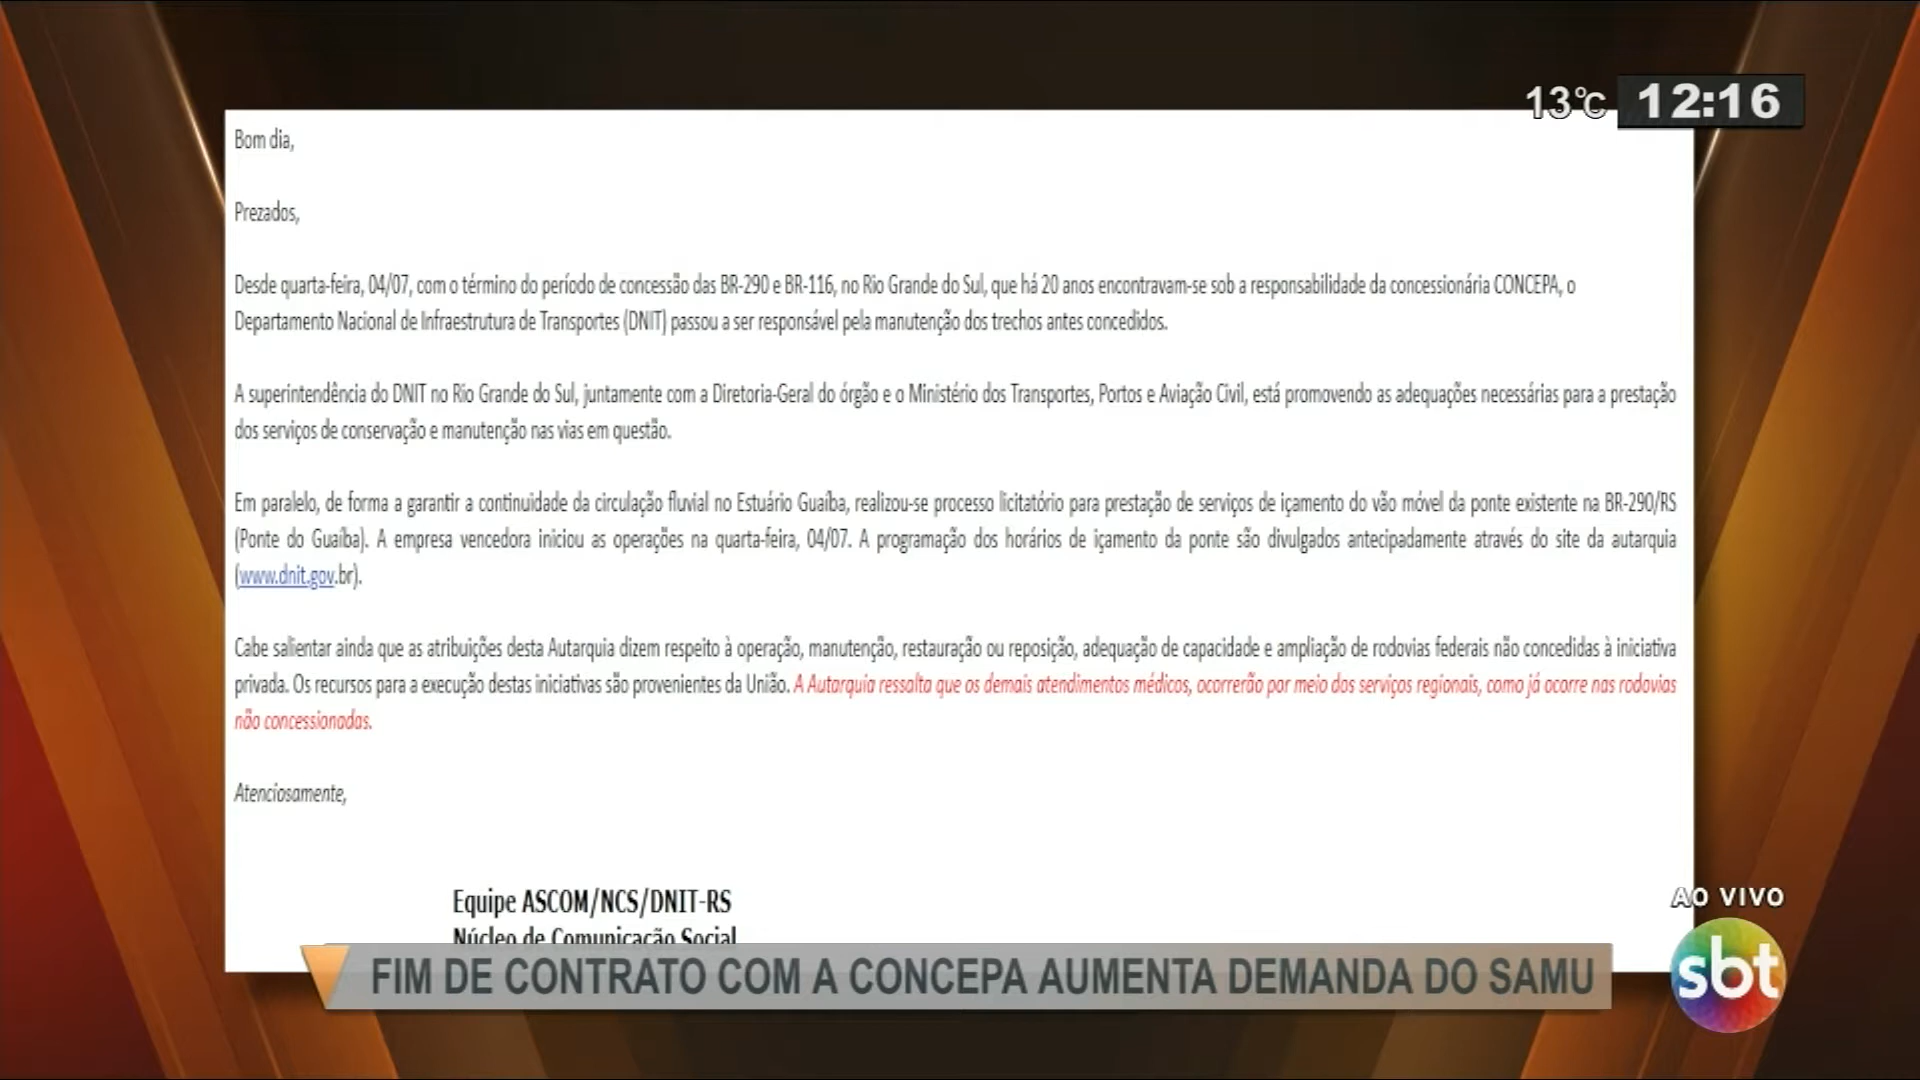 13°C 12:16
Bom dia,
Prezados,
Desde quarta-feira, 04/07, com o término do período de concessão das BR-290 e BR-116, no Rio Grande do Sul, que há 20 anos encontravam-se sob a responsabilidade da concessionária CONCEPA, o
Departamento Nacional de Infraestrutura de Transportes (DNIT) passou a ser responsável pela manutenção dos trechos antes concedidos.
A superintendência do DNIT no Rio Grande do Sul, juntamente com a Diretoria-Geral do órgão e o Ministério dos Transportes, Portos e Aviação Civil, está promovendo as adequações necessárias para a prestação
dos serviços de conservação e manutenção nas vias em questão.
Em paralelo, de forma a garantir a continuidade da circulação fluvial no Estuário Guaíba, realizou-se processo licitatório para prestação de serviços de içamento do vão móvel da ponte existente na BR-290/RS
(Ponte do Guaíba). A empresa vencedora iniciou as operações na quarta-feira, 04/07. A programação dos horários de içamento da ponte são divulgados antecipadamente através do site da autarquia
(www.dnit.gov.br).
Cabe salientar ainda que as atribuições desta Autarquia dizem respeito à operação, manutenção, restauração ou reposição, adequação de capacidade e ampliação de rodovias federais não concedidas à iniciativa
privada. Os recursos para a execução destas iniciativas são provenientes da União. A Autarquia ressalta que os demais atendimentos médicos, ocorrerão por meio dos serviços regionais, como já ocorre nas rodovias
não concessionadas.
Atenciosamente,
Equipe ASCOM/NCS/DNIT-RS
Núcleo de Comunicação Social
AO VIVO
FIM DE CONTRATO COM A CONCEPA AUMENTA DEMANDA DO SAMU
sbt